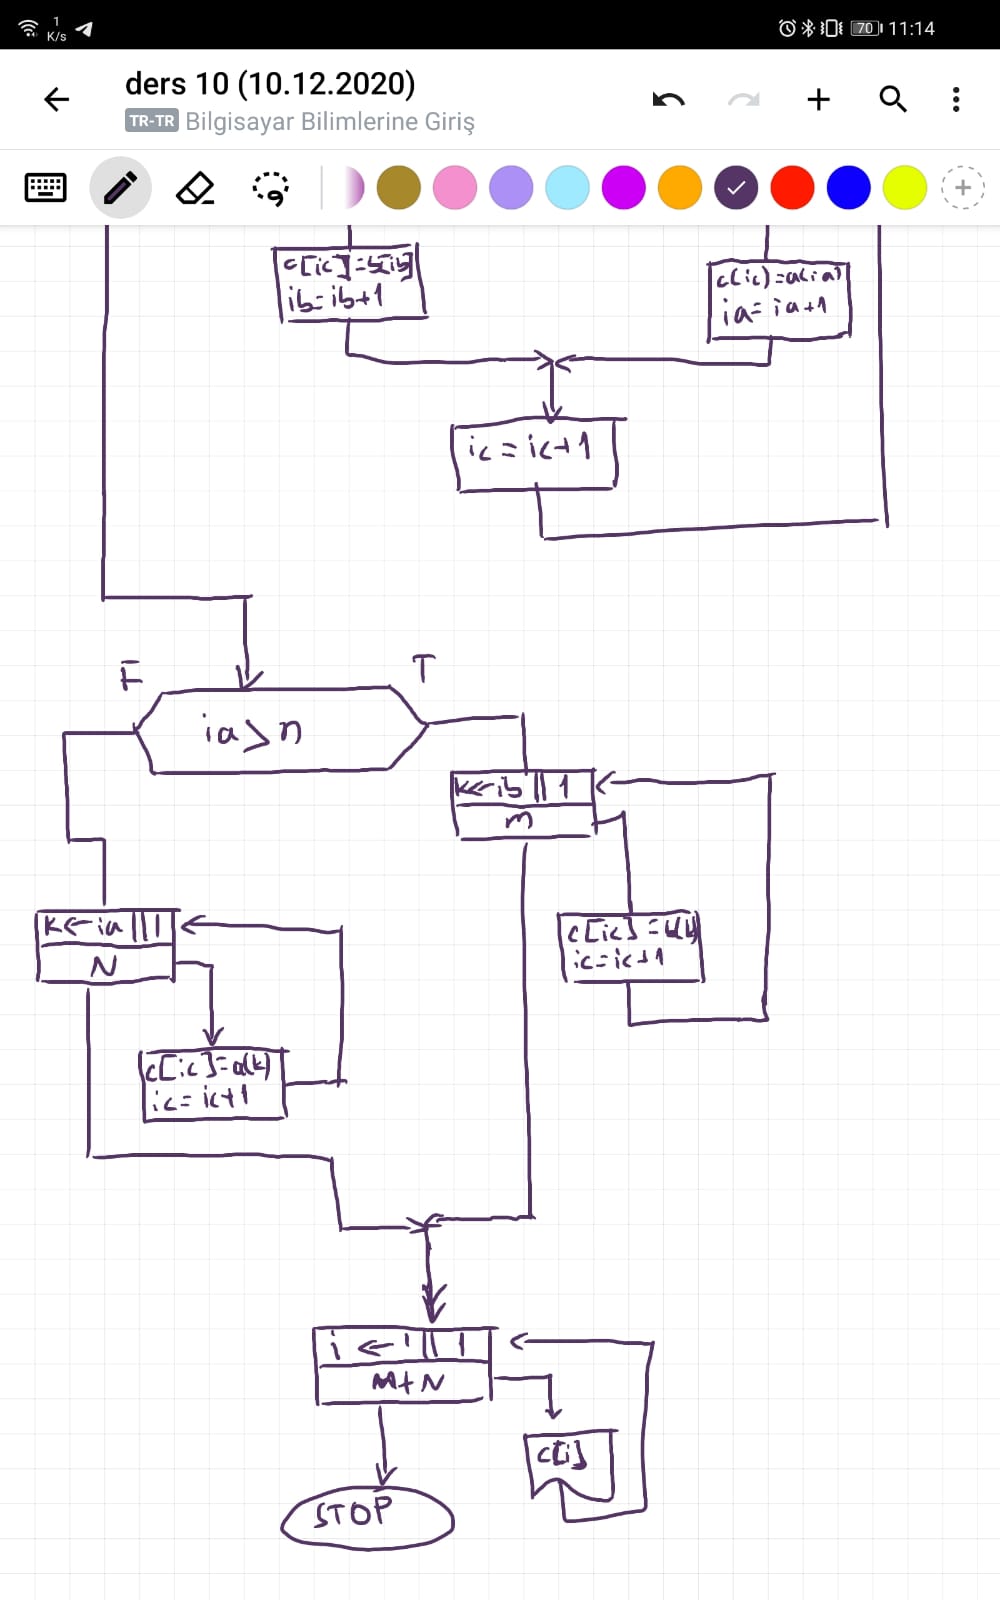 1
K/s
70 11:14
ders 10 (10.12.2020)
TR-TR Bilgisayar Bilimlerine Giriş
c[ic]=b[ib]
ib=ib+1
c(ic)=a(ia)
ia=ia+1
ic=ic+1
F
T
ia>n
k←ib || 1
m
k←ia || 1
N
c[ic]=b(k)
ic=ic+1
c[ic]=a(k)
ic=ic+1
i ← 1 || 1
M+N
c[i]
STOP